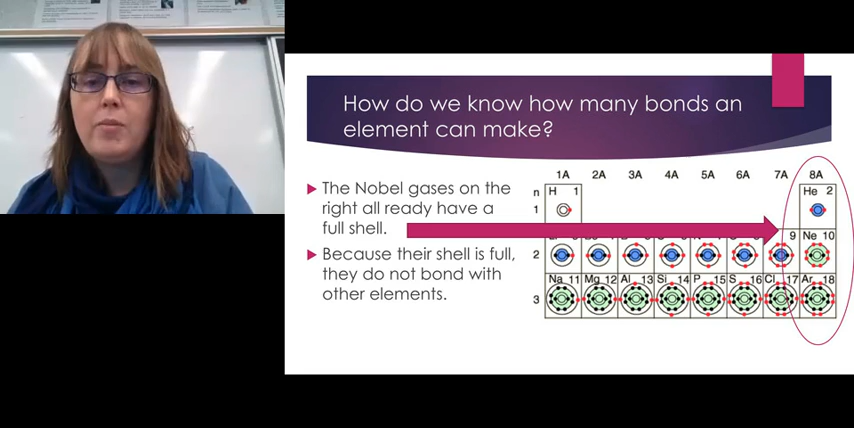 How do we know how many bonds an
element can make?
The Nobel gases on the
right all ready have a
full shell.
Because their shell is full,
they do not bond with
other elements.
1A 2A 3A 4A 5A 6A 7A 8A
n
H 1 He 2
1
9 Ne 10
2
Na 11 Mg 12 Al 13 Si 14 P 15 S 16 Cl 17 Ar 18
3